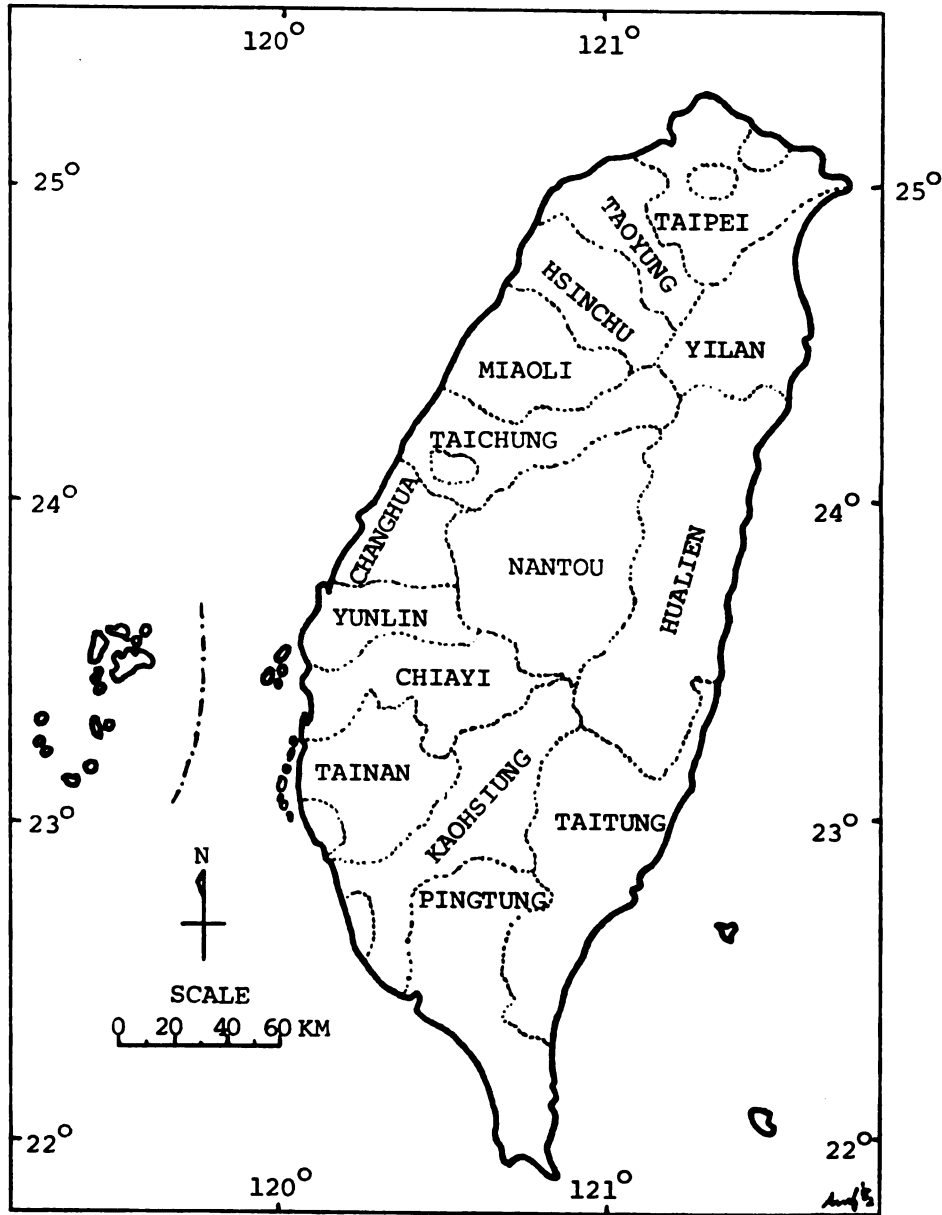 120°
121°
25°
25°
TAIPEI
TAOYUNG
HSINCHU
YILAN
MIAOLI
TAICHUNG
24°
24°
CHANGHUA
NANTOU
HUALIEN
YUNLIN
CHIAYI
TAINAN
KAOHSIUNG
TAITUNG
23°
23°
N
PINGTUNG
SCALE
0 20 40 60 KM
22°
22°
120°
121°